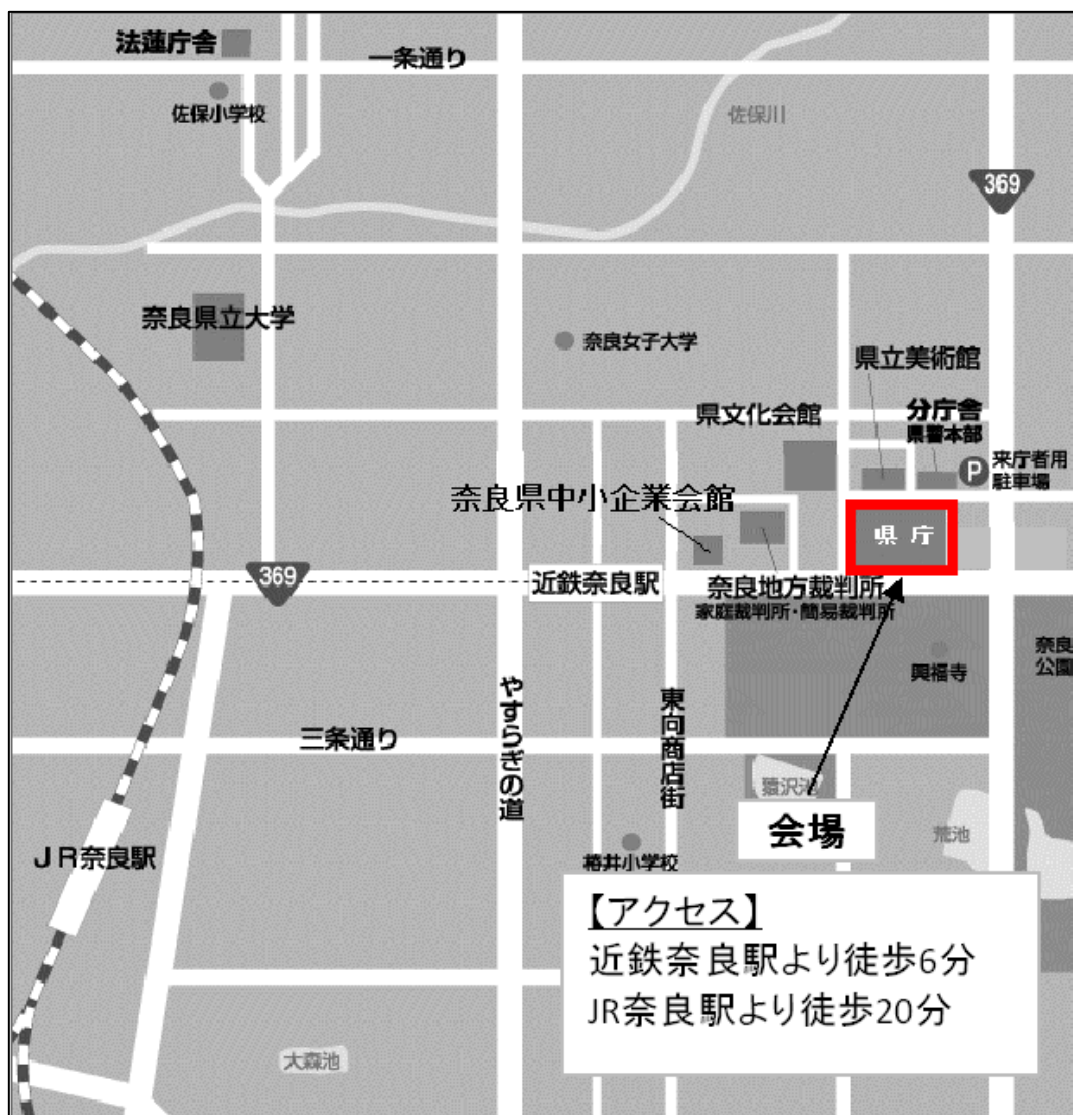 法蓮庁舎
一条通り
佐保小学校
佐保川
369
奈良県立大学
奈良女子大学
県立美術館
県文化会館
分庁舎
県警本部
P
来庁者用
駐車場
奈良県中小企業会館
県庁
369
近鉄奈良駅
奈良地方裁判所
家庭裁判所・簡易裁判所
奈良
公園
興福寺
やすらぎの道
東向商店街
三条通り
猿沢池
会場
荒池
JR奈良駅
椿井小学校
【アクセス】
近鉄奈良駅より徒歩6分
JR奈良駅より徒歩20分
大森池